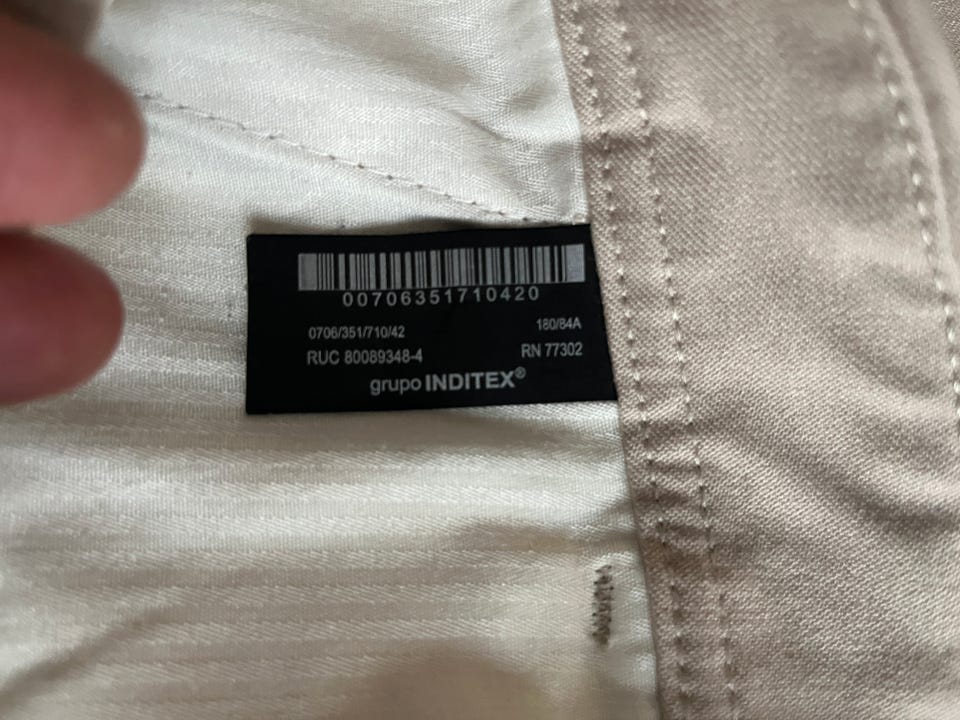 00706351710420
0706/351/710/42 180/84A
RUC 80089348-4 RN 77302
grupo INDITEX®